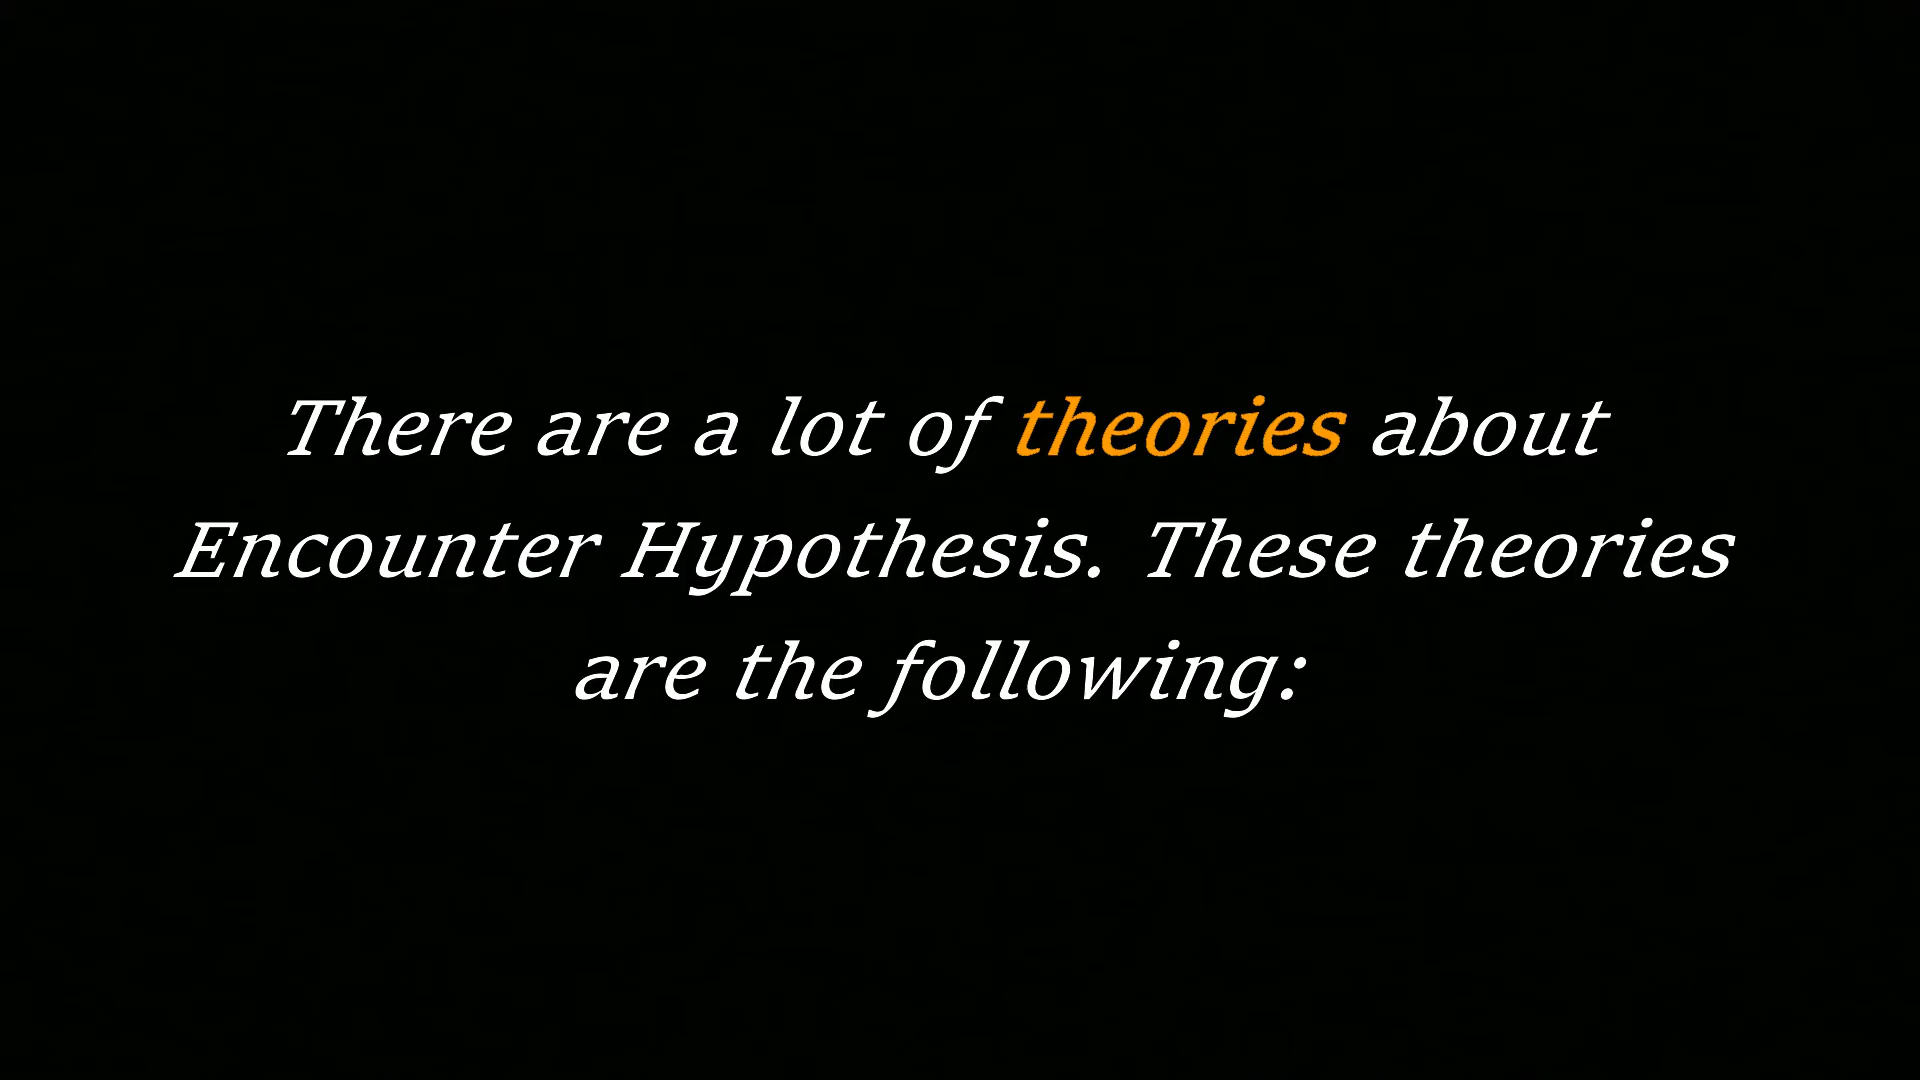 There are a lot of theories about
Encounter Hypothesis. These theories
are the following: